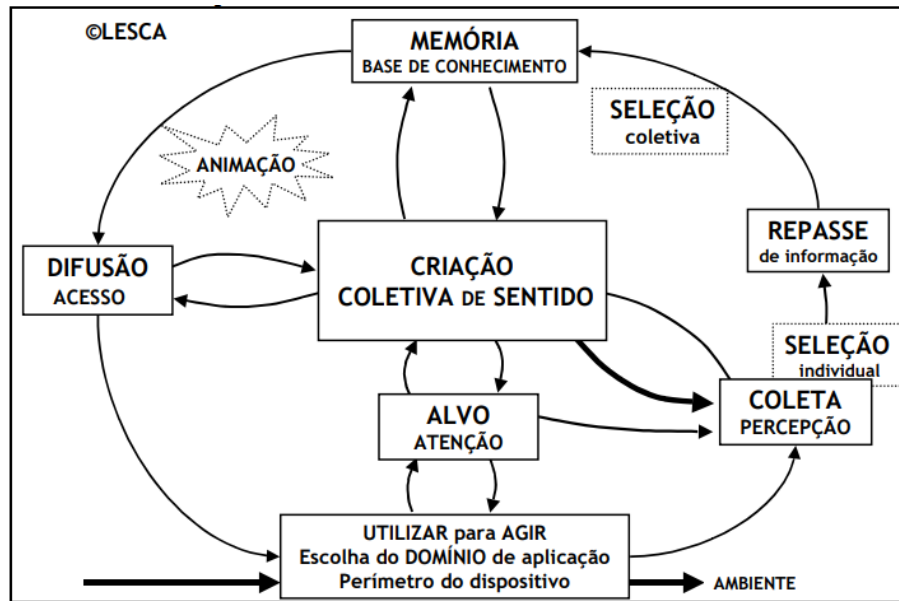 ©LESCA
MEMÓRIA
BASE DE CONHECIMENTO
SELEÇÃO
coletiva
ANIMAÇÃO
REPASSE
de informação
DIFUSÃO
ACESSO
CRIAÇÃO
COLETIVA DE SENTIDO
SELEÇÃO
individual
COLETA
PERCEPÇÃO
ALVO
ATENÇÃO
UTILIZAR para AGIR
Escolha do DOMÍNIO de aplicação
Perímetro do dispositivo
AMBIENTE